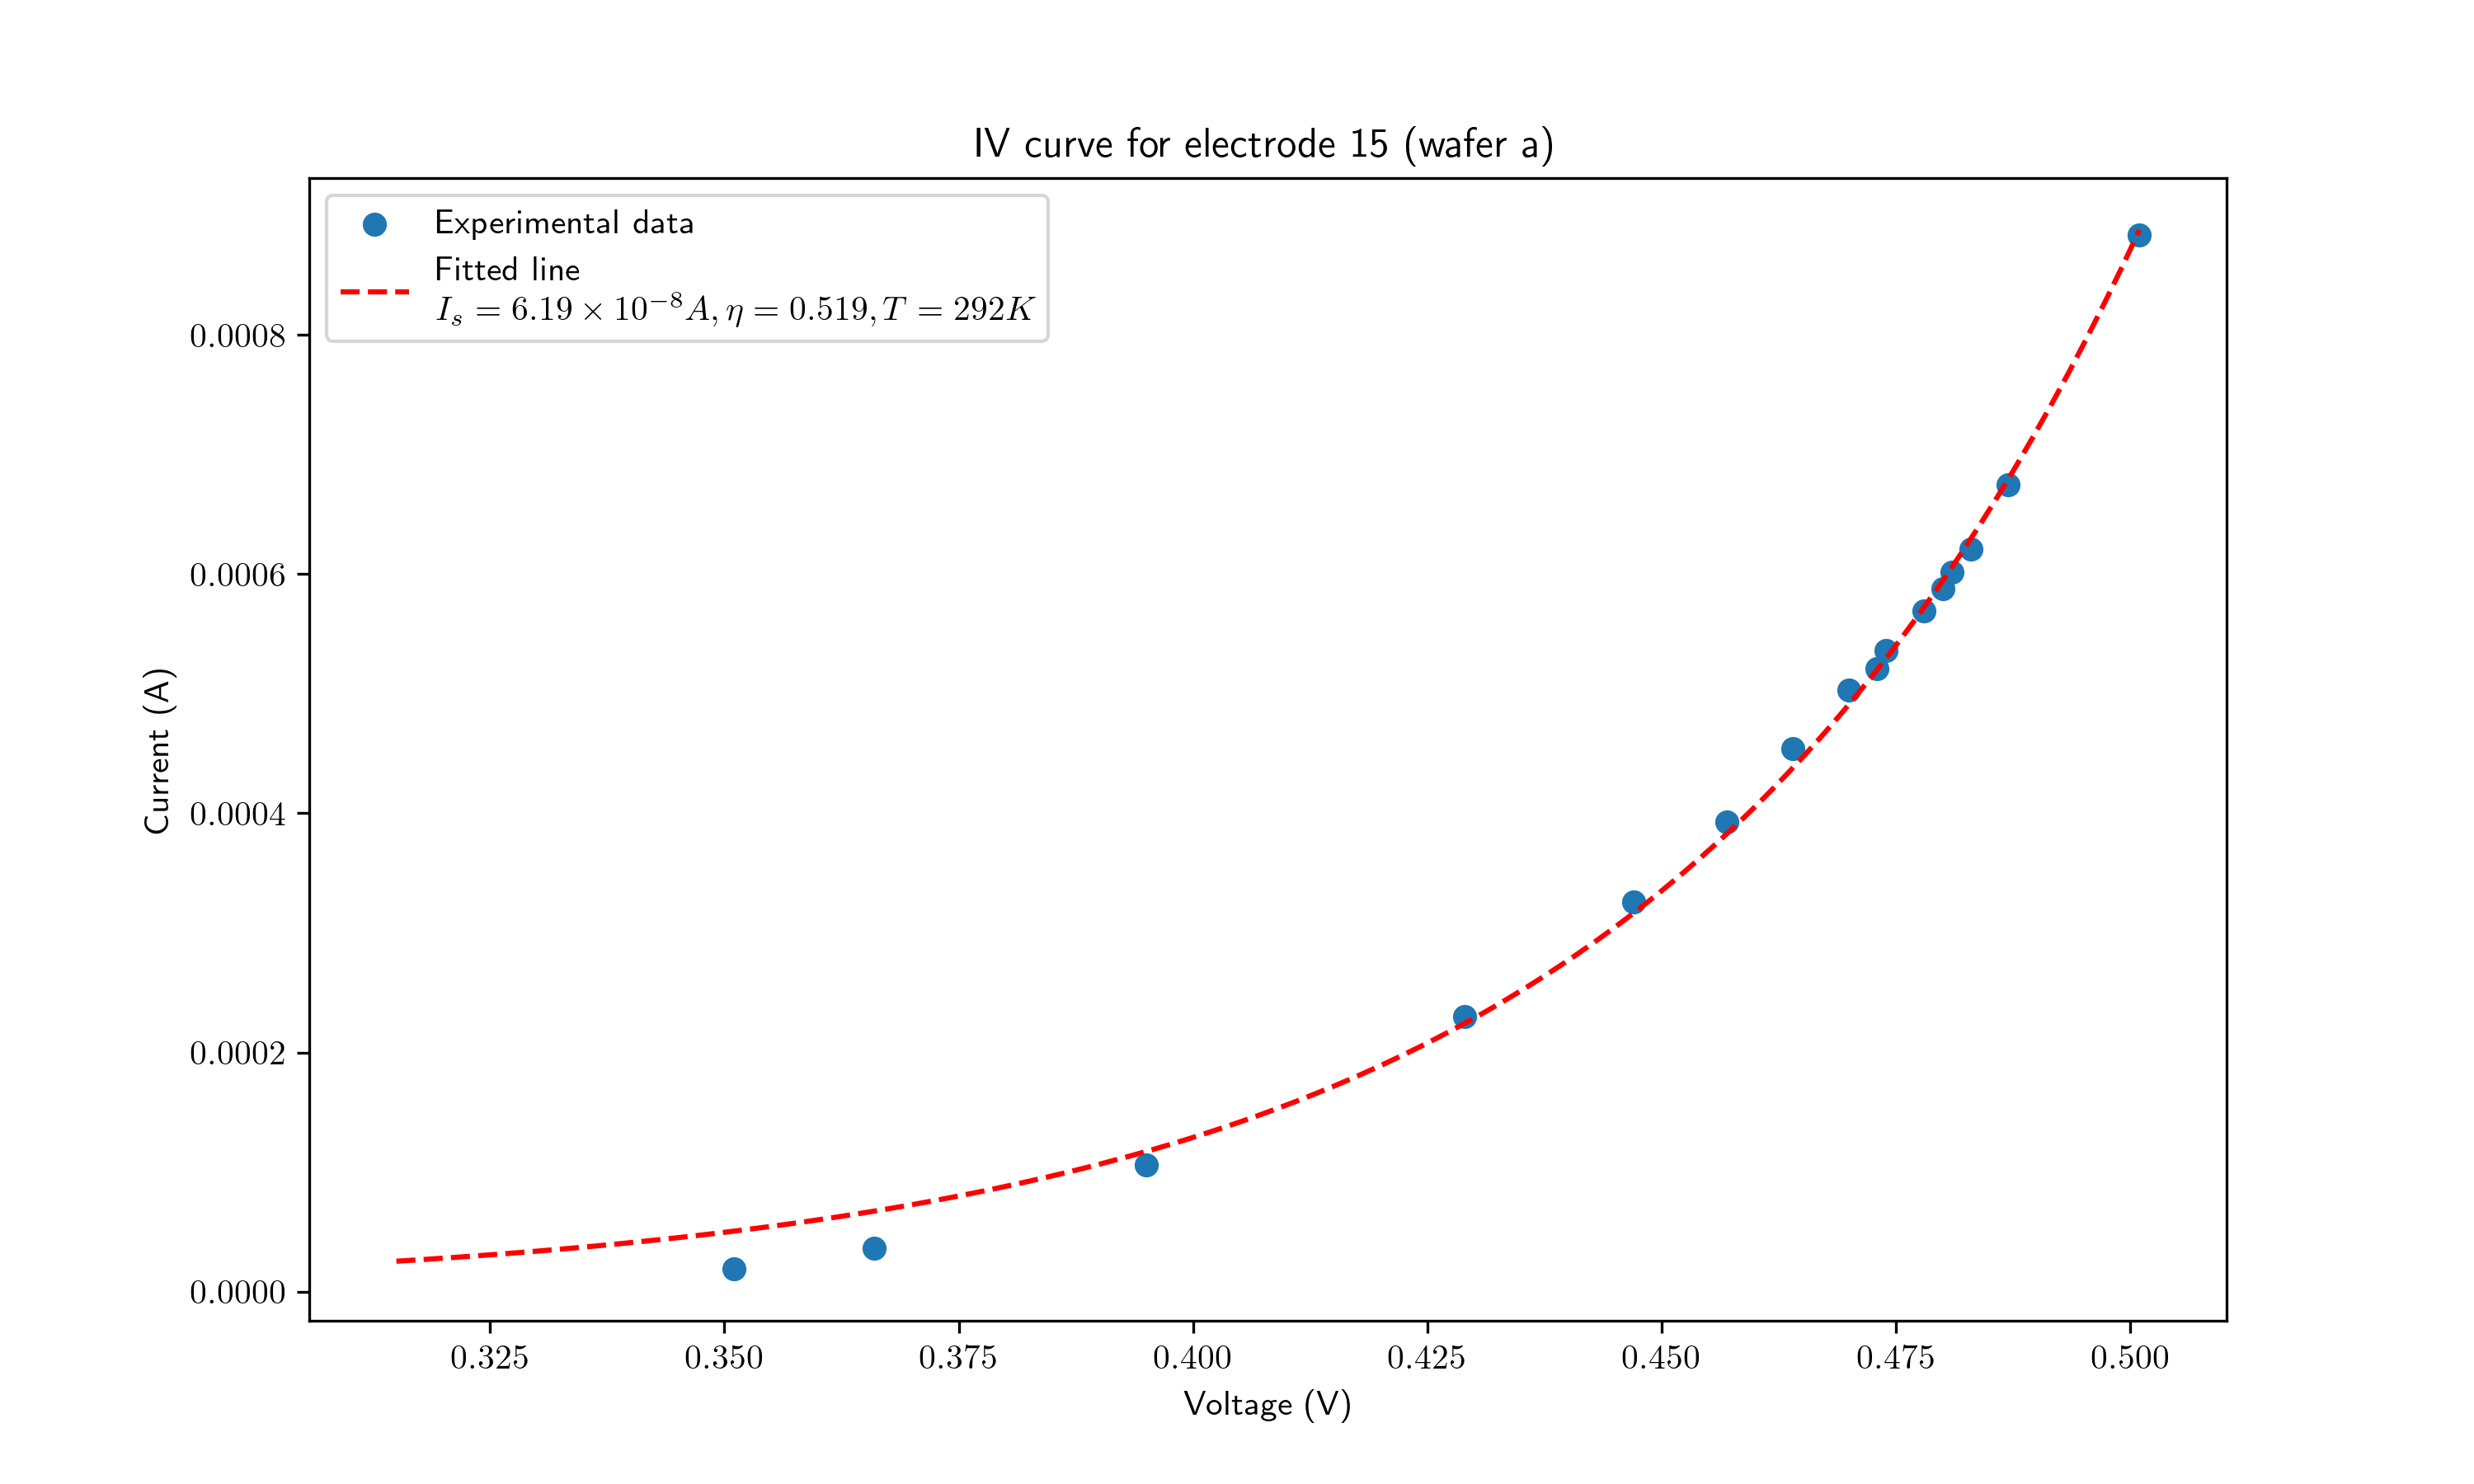 IV curve for electrode 15 (wafer a)
Experimental data
Fitted line
$I_s = 6.19 \times 10^{-8}A, \eta = 0.519, T = 292K$
0.0008
0.0006
0.0004
0.0002
0.0000
Current (A)
0.325 0.350 0.375 0.400 0.425 0.450 0.475 0.500
Voltage (V)